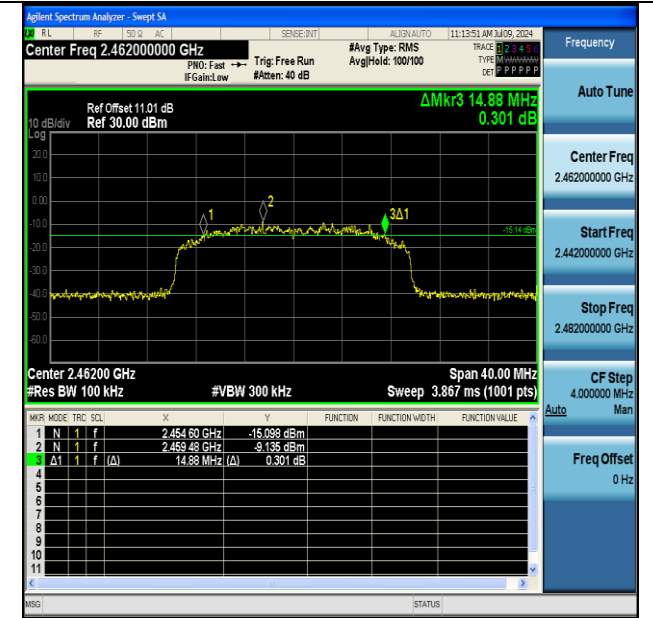 Agilent Spectrum Analyzer - Swept SA
RL RF 50 Ω AC SENSE:INT ALIGN AUTO 11:13:51 AM Jul 09, 2024
Center Freq 2.462000000 GHz
PNO: Fast
IFGain:Low
Trig: Free Run
#Atten: 40 dB
#Avg Type: RMS
Avg|Hold: 100/100
TRACE 1 2 3 4 5 6
TYPE M
DET P P P P P P
Ref Offset 11.01 dB
10 dB/div Ref 30.00 dBm
Log
ΔMkr3 14.88 MHz
0.301 dB
20.0
10.0
0.00
-10.0
-20.0
-30.0
-40.0
-50.0
-60.0
1
2
3Δ1
-15.14 dBm
Center 2.46200 GHz Span 40.00 MHz
#Res BW 100 kHz #VBW 300 kHz Sweep 3.867 ms (1001 pts)
MKR MODE TRC SCL X Y FUNCTION FUNCTION WIDTH FUNCTION VALUE
1 N 1 f 2.454 60 GHz -15.098 dBm
2 N 1 f 2.459 48 GHz -9.135 dBm
3 Δ1 1 f (Δ) 14.88 MHz (Δ) 0.301 dB
4
5
6
7
8
9
10
11
MSG STATUS
Frequency
Auto Tune
Center Freq
2.462000000 GHz
Start Freq
2.442000000 GHz
Stop Freq
2.482000000 GHz
CF Step
4.000000 MHz
Auto Man
Freq Offset
0 Hz